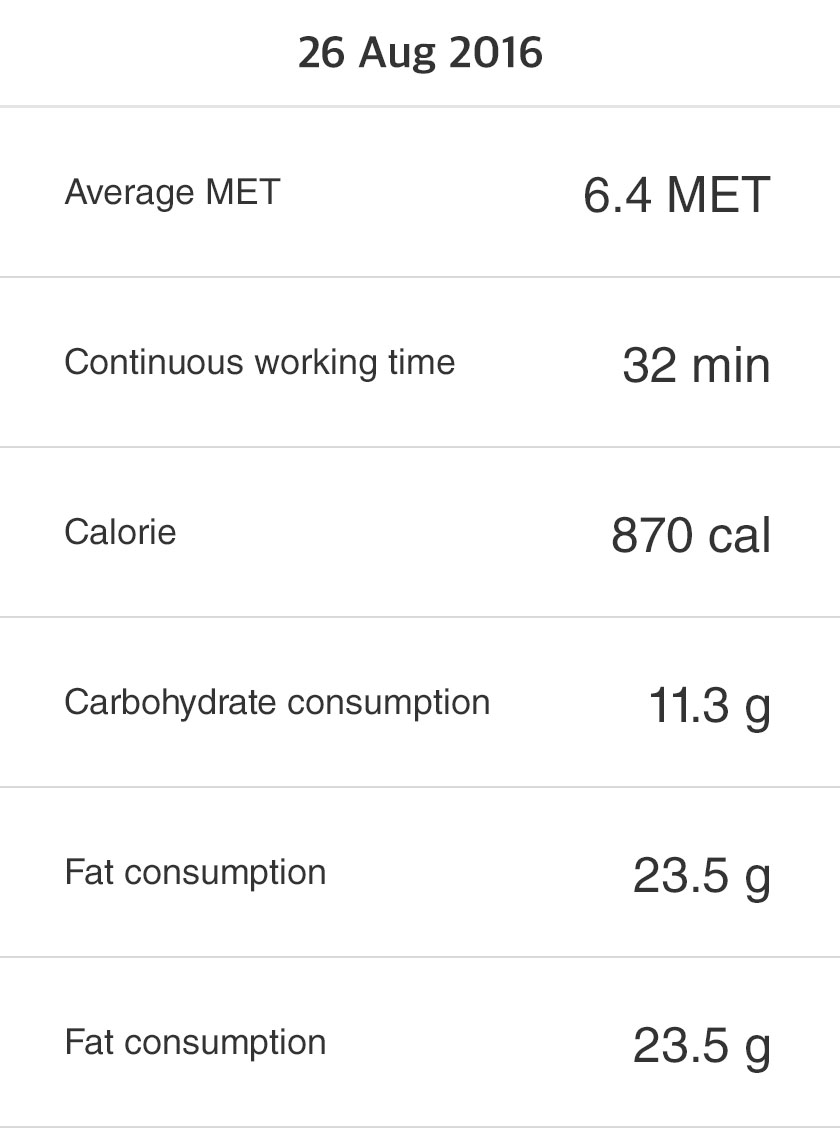 26 Aug 2016
Average MET 6.4 MET
Continuous working time 32 min
Calorie 870 cal
Carbohydrate consumption 11.3 g
Fat consumption 23.5 g
Fat consumption 23.5 g